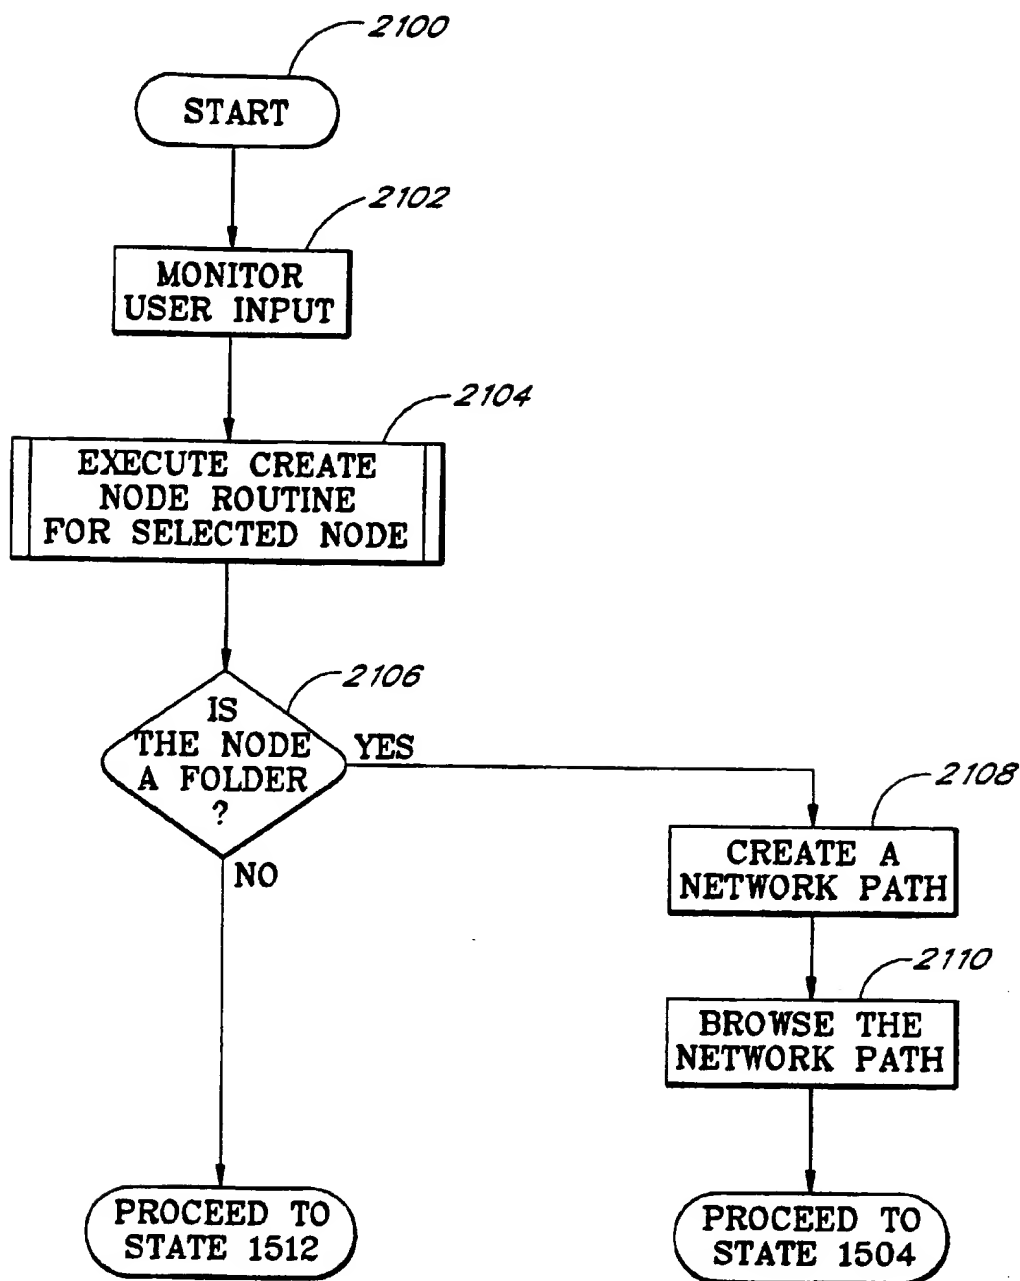 2100
START
2102
MONITOR
USER INPUT
2104
EXECUTE CREATE
NODE ROUTINE
FOR SELECTED NODE
2106
IS
THE NODE
A FOLDER
?
YES
NO
2108
CREATE A
NETWORK PATH
2110
BROWSE THE
NETWORK PATH
PROCEED TO
STATE 1512
PROCEED TO
STATE 1504